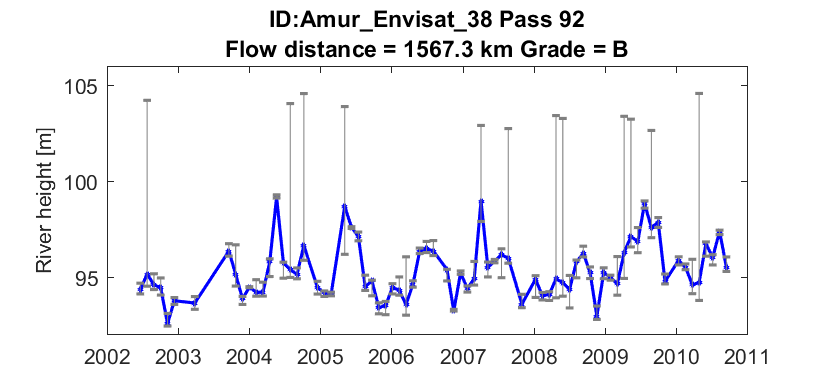 ID:Amur_Envisat_38 Pass 92
Flow distance = 1567.3 km Grade = B
River height [m]
105
100
95
2002 2003 2004 2005 2006 2007 2008 2009 2010 2011